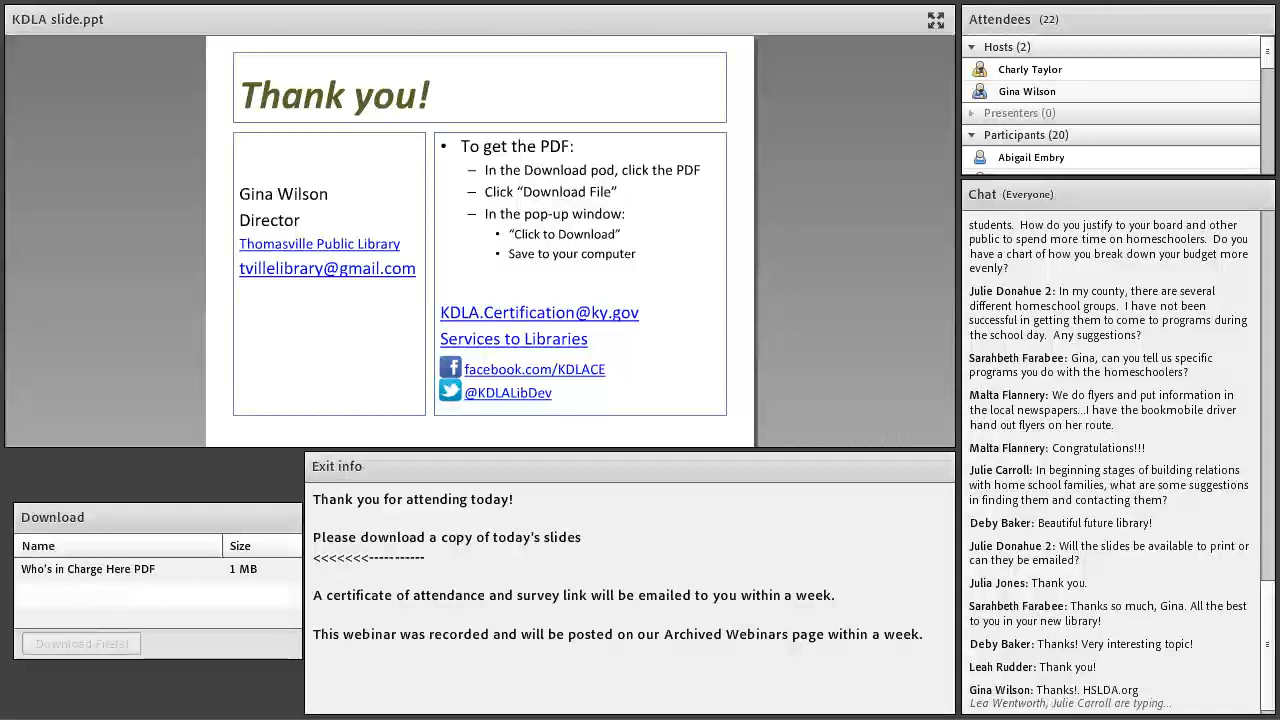 KDLA slide.ppt
Thank you!
Gina Wilson
Director
Thomasville Public Library
tvillelibrary@gmail.com
• To get the PDF:
– In the Download pod, click the PDF
– Click “Download File”
– In the pop-up window:
• “Click to Download”
• Save to your computer
KDLA.Certification@ky.gov
Services to Libraries
facebook.com/KDLACE
@KDLALibDev
Download
Name Size
Who's in Charge Here PDF 1 MB
Download File(s)
Exit info
Thank you for attending today!
Please download a copy of today's slides
<<<<<<<-----------
A certificate of attendance and survey link will be emailed to you within a week.
This webinar was recorded and will be posted on our Archived Webinars page within a week.
Attendees (22)
Hosts (2)
Charly Taylor
Gina Wilson
Presenters (0)
Participants (20)
Abigail Embry
Chat (Everyone)
students. How do you justify to your board and other
public to spend more time on homeschoolers. Do you
have a chart of how you break down your budget more
evenly?
Julie Donahue 2: In my county, there are several
different homeschool groups. I have not been
successful in getting them to come to programs during
the school day. Any suggestions?
Sarahbeth Farabee: Gina, can you tell us specific
programs you do with the homeschoolers?
Malta Flannery: We do flyers and put information in
the local newspapers...I have the bookmobile driver
hand out flyers on her route.
Malta Flannery: Congratulations!!!
Julie Carroll: In beginning stages of building relations
with home school families, what are some suggestions
in finding them and contacting them?
Deby Baker: Beautiful future library!
Julie Donahue 2: Will the slides be available to print or
can they be emailed?
Julia Jones: Thank you.
Sarahbeth Farabee: Thanks so much, Gina. All the best
to you in your new library!
Deby Baker: Thanks! Very interesting topic!
Leah Rudder: Thank you!
Gina Wilson: Thanks!. HSLDA.org
Lea Wentworth, Julie Carroll are typing...